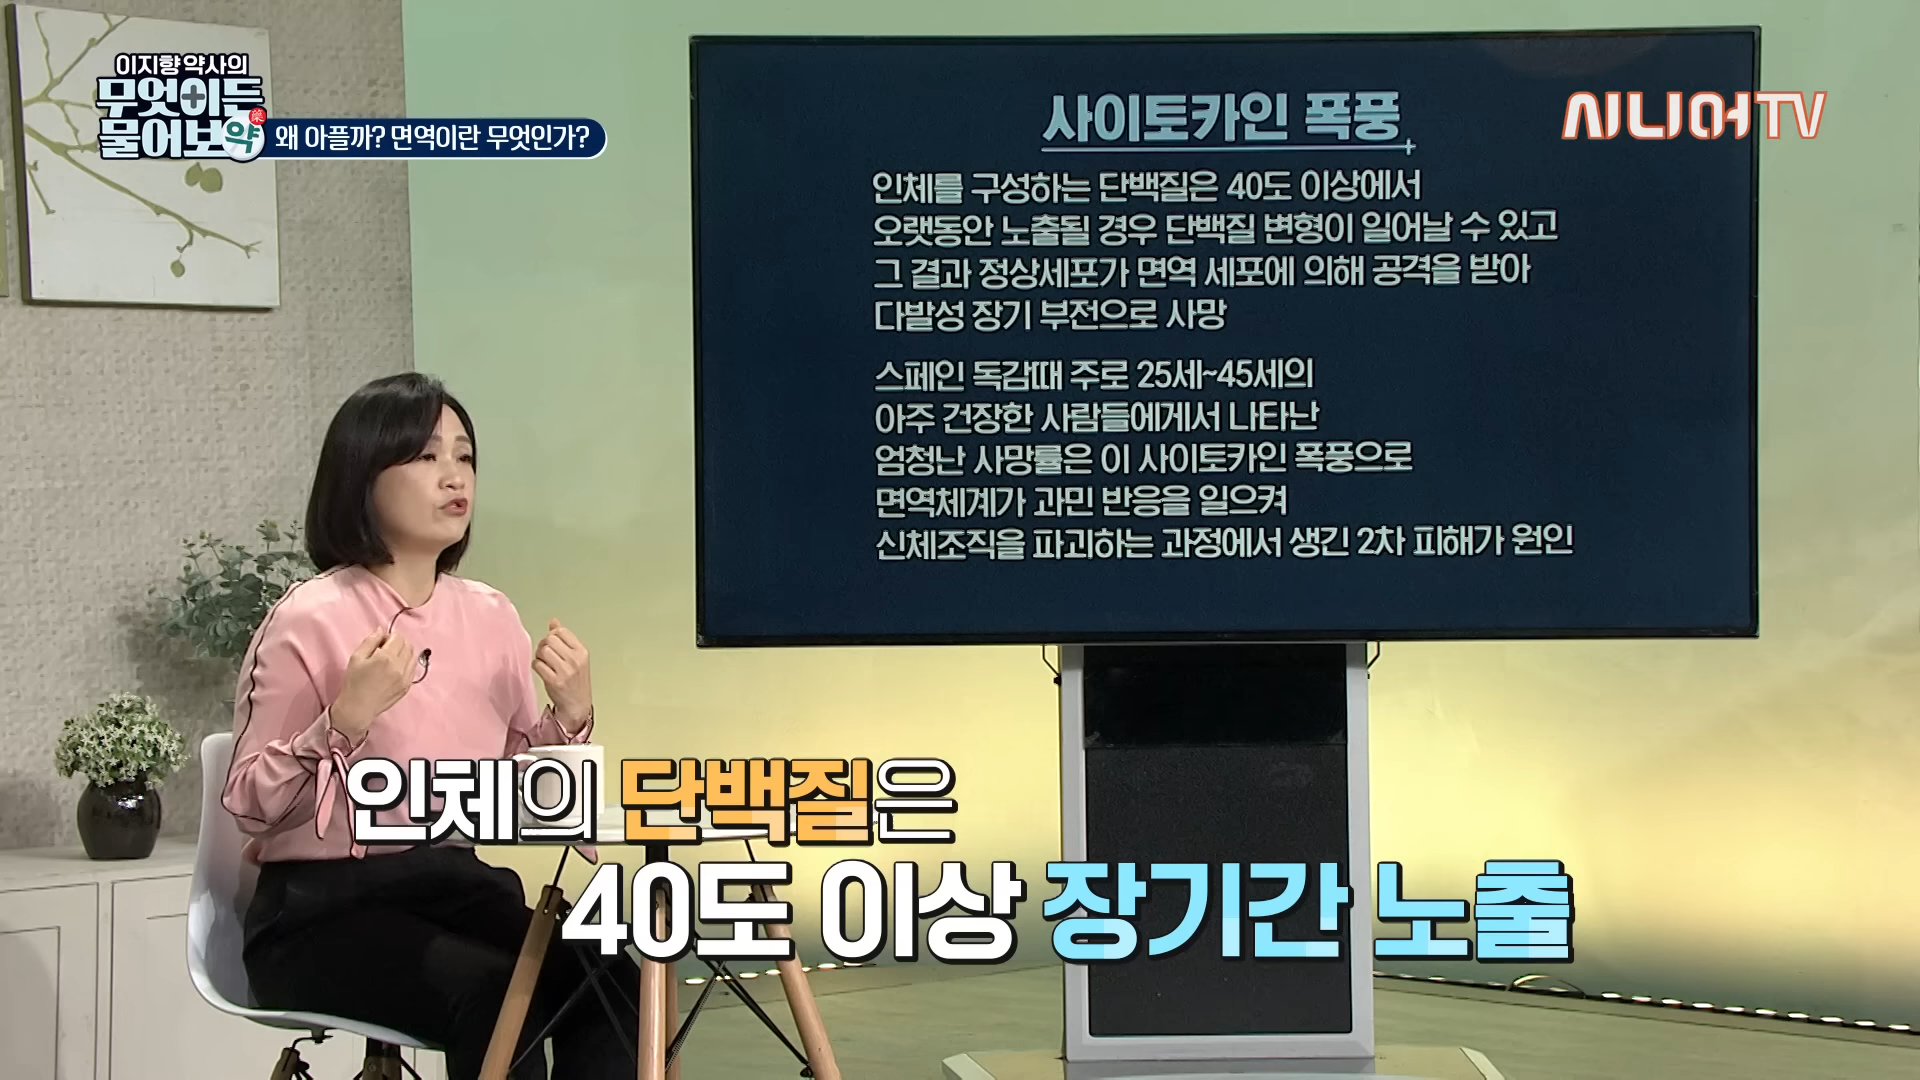 이지향 약사의
무엇이든
물어보약
藥
왜 아플까? 면역이란 무엇인가?
시니어TV
사이토카인 폭풍
인체를 구성하는 단백질은 40도 이상에서
오랫동안 노출될 경우 단백질 변형이 일어날 수 있고
그 결과 정상세포가 면역 세포에 의해 공격을 받아
다발성 장기 부전으로 사망
스페인 독감때 주로 25세~45세의
아주 건장한 사람들에게서 나타난
엄청난 사망률은 이 사이토카인 폭풍으로
면역체계가 과민 반응을 일으켜
신체조직을 파괴하는 과정에서 생긴 2차 피해가 원인
인체의 단백질은
40도 이상 장기간 노출